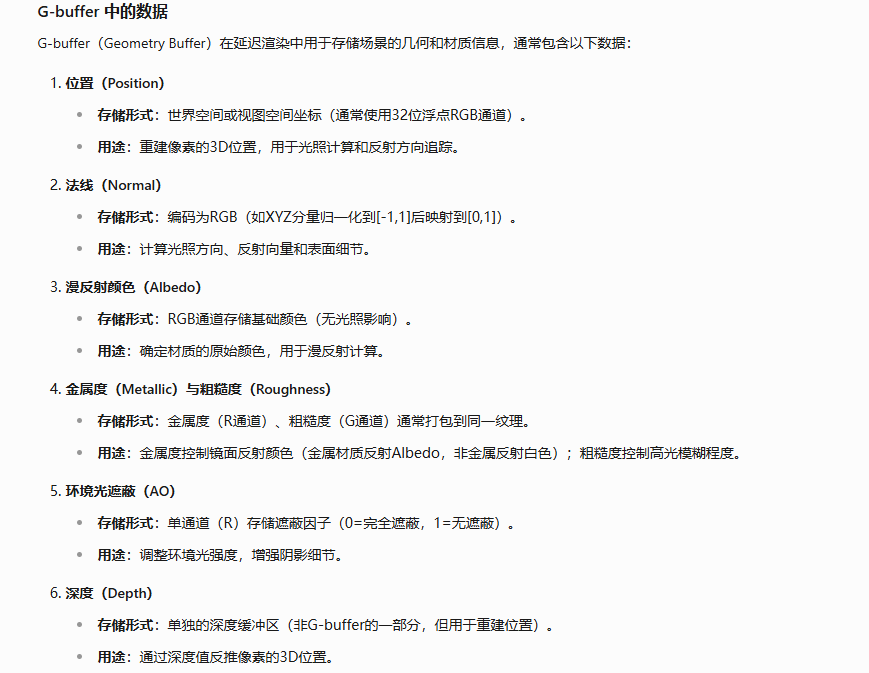 G-buffer 中的数据
G-buffer（Geometry Buffer）在延迟渲染中用于存储场景的几何和材质信息，通常包含以下数据：
1. 位置（Position）
• 存储形式：世界空间或视图空间坐标（通常使用32位浮点RGB通道）。
• 用途：重建像素的3D位置，用于光照计算和反射方向追踪。
2. 法线（Normal）
• 存储形式：编码为RGB（如XYZ分量归一化到[-1,1]后映射到[0,1]）。
• 用途：计算光照方向、反射向量和表面细节。
3. 漫反射颜色（Albedo）
• 存储形式：RGB通道存储基础颜色（无光照影响）。
• 用途：确定材质的原始颜色，用于漫反射计算。
4. 金属度（Metallic）与粗糙度（Roughness）
• 存储形式：金属度（R通道）、粗糙度（G通道）通常打包到同一纹理。
• 用途：金属度控制镜面反射颜色（金属材质反射Albedo，非金属反射白色）；粗糙度控制高光模糊程度。
5. 环境光遮蔽（AO）
• 存储形式：单通道（R）存储遮蔽因子（0=完全遮蔽，1=无遮蔽）。
• 用途：调整环境光强度，增强阴影细节。
6. 深度（Depth）
• 存储形式：单独的深度缓冲区（非G-buffer的一部分，但用于重建位置）。
• 用途：通过深度值反推像素的3D位置。